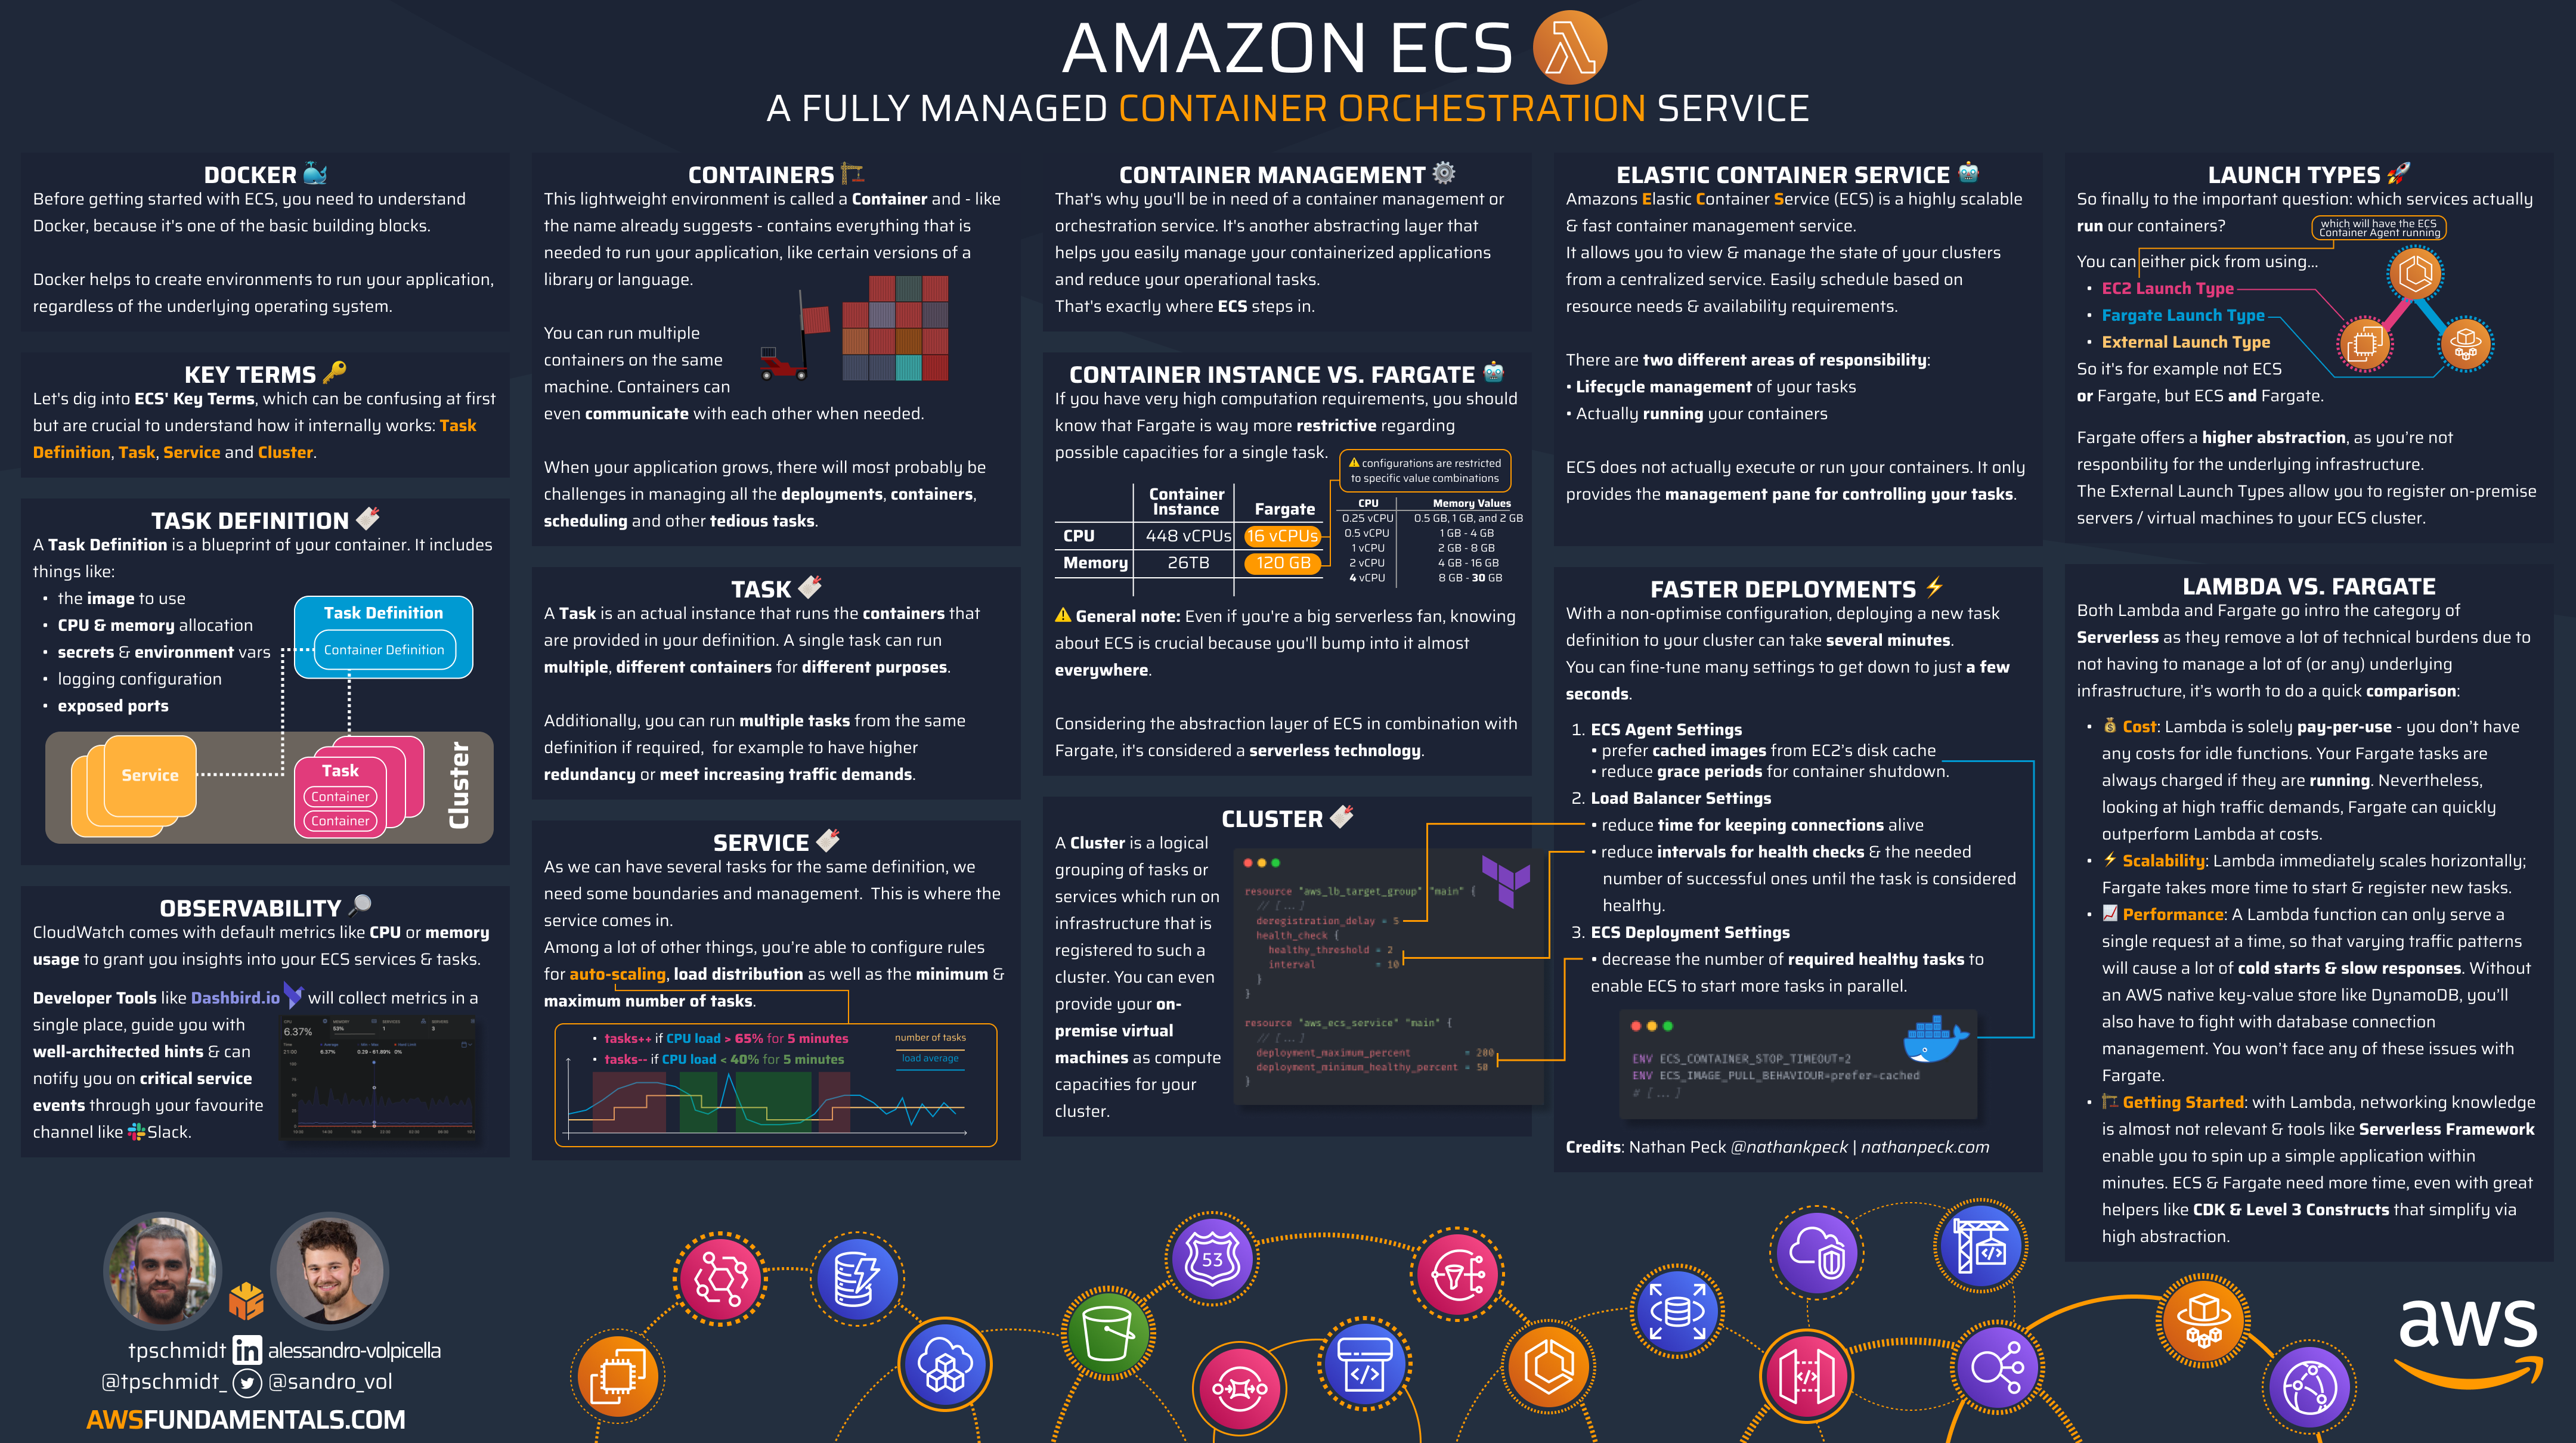 AMAZON ECS
A FULLY MANAGED CONTAINER ORCHESTRATION SERVICE
DOCKER
Before getting started with ECS, you need to understand
Docker, because it's one of the basic building blocks.
Docker helps to create environments to run your application,
regardless of the underlying operating system.
KEY TERMS
Let's dig into ECS' Key Terms, which can be confusing at first
but are crucial to understand how it internally works: Task
Definition, Task, Service and Cluster.
TASK DEFINITION
A Task Definition is a blueprint of your container. It includes
things like:
• the image to use
• CPU & memory allocation
• secrets & environment vars
• logging configuration
• exposed ports
Task Definition
Container Definition
Service
Task
Container
Container
Cluster
OBSERVABILITY
CloudWatch comes with default metrics like CPU or memory
usage to grant you insights into your ECS services & tasks.
Developer Tools like Dashbird.io will collect metrics in a
single place, guide you with
well-architected hints & can
notify you on critical service
events through your favourite
channel like Slack.
6.37%
CONTAINERS
This lightweight environment is called a Container and - like
the name already suggests - contains everything that is
needed to run your application, like certain versions of a
library or language.
You can run multiple
containers on the same
machine. Containers can
even communicate with each other when needed.
When your application grows, there will most probably be
challenges in managing all the deployments, containers,
scheduling and other tedious tasks.
TASK
A Task is an actual instance that runs the containers that
are provided in your definition. A single task can run
multiple, different containers for different purposes.
Additionally, you can run multiple tasks from the same
definition if required, for example to have higher
redundancy or meet increasing traffic demands.
SERVICE
As we can have several tasks for the same definition, we
need some boundaries and management. This is where the
service comes in.
Among a lot of other things, you're able to configure rules
for auto-scaling, load distribution as well as the minimum &
maximum number of tasks.
• tasks++ if CPU load > 65% for 5 minutes
• tasks-- if CPU load < 40% for 5 minutes
number of tasks
load average
CONTAINER MANAGEMENT
That's why you'll be in need of a container management or
orchestration service. It's another abstracting layer that
helps you easily manage your containerized applications
and reduce your operational tasks.
That's exactly where ECS steps in.
CONTAINER INSTANCE VS. FARGATE
If you have very high computation requirements, you should
know that Fargate is way more restrictive regarding
possible capacities for a single task.
configurations are restricted
to specific value combinations
Container
Instance
Fargate
CPU 448 vCPUs 16 vCPUs
Memory 26TB 120 GB
CPU Memory Values
0.25 vCPU 0.5 GB, 1 GB, and 2 GB
0.5 vCPU 1 GB - 4 GB
1 vCPU 2 GB - 8 GB
2 vCPU 4 GB - 16 GB
4 vCPU 8 GB - 30 GB
General note: Even if you're a big serverless fan, knowing
about ECS is crucial because you'll bump into it almost
everywhere.
Considering the abstraction layer of ECS in combination with
Fargate, it's considered a serverless technology.
CLUSTER
A Cluster is a logical
grouping of tasks or
services which run on
infrastructure that is
registered to such a
cluster. You can even
provide your on-
premise virtual
machines as compute
capacities for your
cluster.
resource "aws_lb_target_group" "main" {
// [...]
deregistration_delay = 5
health_check {
healthy_threshold = 2
interval = 10
}
}
resource "aws_ecs_service" "main" {
// [...]
deployment_maximum_percent = 200
deployment_minimum_healthy_percent = 50
}
ELASTIC CONTAINER SERVICE
Amazons Elastic Container Service (ECS) is a highly scalable
& fast container management service.
It allows you to view & manage the state of your clusters
from a centralized service. Easily schedule based on
resource needs & availability requirements.
There are two different areas of responsibility:
• Lifecycle management of your tasks
• Actually running your containers
ECS does not actually execute or run your containers. It only
provides the management pane for controlling your tasks.
FASTER DEPLOYMENTS
With a non-optimise configuration, deploying a new task
definition to your cluster can take several minutes.
You can fine-tune many settings to get down to just a few
seconds.
1. ECS Agent Settings
• prefer cached images from EC2's disk cache
• reduce grace periods for container shutdown.
2. Load Balancer Settings
• reduce time for keeping connections alive
• reduce intervals for health checks & the needed
number of successful ones until the task is considered
healthy.
3. ECS Deployment Settings
• decrease the number of required healthy tasks to
enable ECS to start more tasks in parallel.
ENV ECS_CONTAINER_STOP_TIMEOUT=2
ENV ECS_IMAGE_PULL_BEHAVIOUR=prefer-cached
# [...]
Credits: Nathan Peck @nathankpeck | nathanpeck.com
LAUNCH TYPES
So finally to the important question: which services actually
run our containers?
which will have the ECS
Container Agent running
You can either pick from using...
• EC2 Launch Type
• Fargate Launch Type
• External Launch Type
So it's for example not ECS
or Fargate, but ECS and Fargate.
Fargate offers a higher abstraction, as you're not
responbility for the underlying infrastructure.
The External Launch Types allow you to register on-premise
servers / virtual machines to your ECS cluster.
LAMBDA VS. FARGATE
Both Lambda and Fargate go intro the category of
Serverless as they remove a lot of technical burdens due to
not having to manage a lot of (or any) underlying
infrastructure, it's worth to do a quick comparison:
• Cost: Lambda is solely pay-per-use - you don't have
any costs for idle functions. Your Fargate tasks are
always charged if they are running. Nevertheless,
looking at high traffic demands, Fargate can quickly
outperform Lambda at costs.
• Scalability: Lambda immediately scales horizontally;
Fargate takes more time to start & register new tasks.
• Performance: A Lambda function can only serve a
single request at a time, so that varying traffic patterns
will cause a lot of cold starts & slow responses. Without
an AWS native key-value store like DynamoDB, you'll
also have to fight with database connection
management. You won't face any of these issues with
Fargate.
• Getting Started: with Lambda, networking knowledge
is almost not relevant & tools like Serverless Framework
enable you to spin up a simple application within
minutes. ECS & Fargate need more time, even with great
helpers like CDK & Level 3 Constructs that simplify via
high abstraction.
tpschmidt in alessandro-volpicella
@tpschmidt_ @sandro_vol
AWSFUNDAMENTALS.COM
53
aws